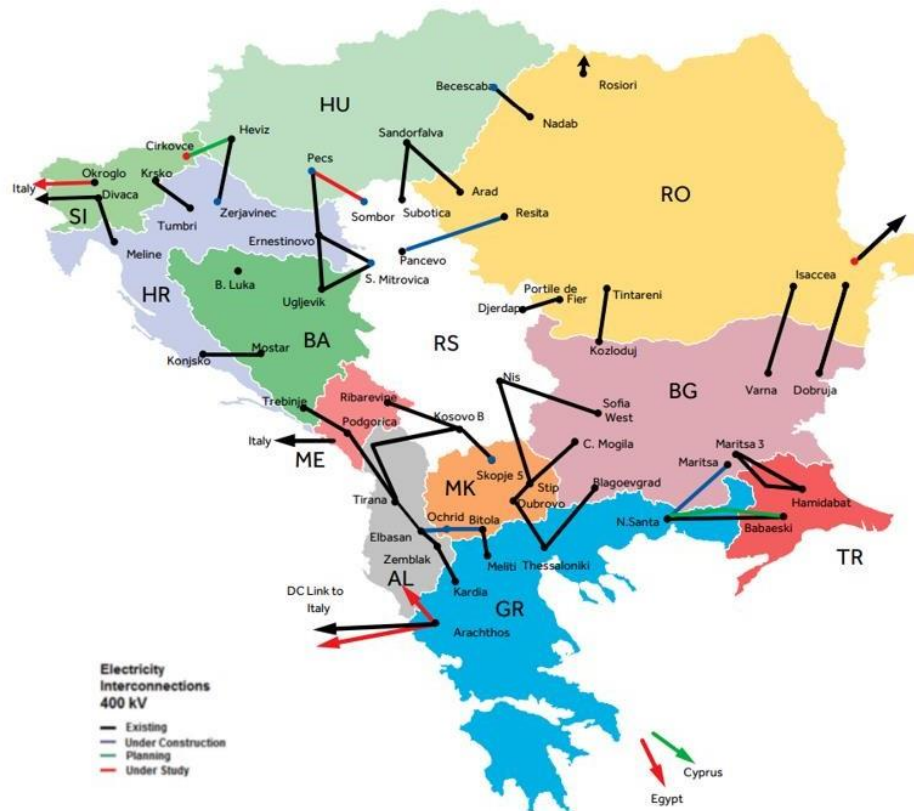 Rosiori
Becescaba
HU
Nadab
Sandorfalva
Heviz
Cirkovce
Pecs
Okroglo
Krsko
Italy
Divaca
Arad
RO
SI
Zerjavinec
Sombor
Subotica
Resita
Tumbri
Meline
Ernestinovo
Pancevo
S. Mitrovica
B. Luka
Isaccea
HR
Ugljevik
Portile de
Fier
Tintareni
Djerdap
BA
RS
Mostar
Konjsko
Kozloduj
Varna
Dobruja
Nis
BG
Trebinje
Ribarevine
Sofia
West
Podgorica
Kosovo B
Italy
C. Mogila
Maritsa 3
ME
Maritsa
Skopje 5
MK
Stip
Blagoevgrad
Hamidabat
Tirana
Dubrovo
Ochrid
Bitola
N.Santa
Babaeski
Elbasan
Zemblak
Meliti
Thessaloniki
TR
AL
Kardia
DC Link to
Italy
GR
Arachthos
Electricity
Interconnections
400 kV
Existing
Under Construction
Planning
Under Study
Cyprus
Egypt